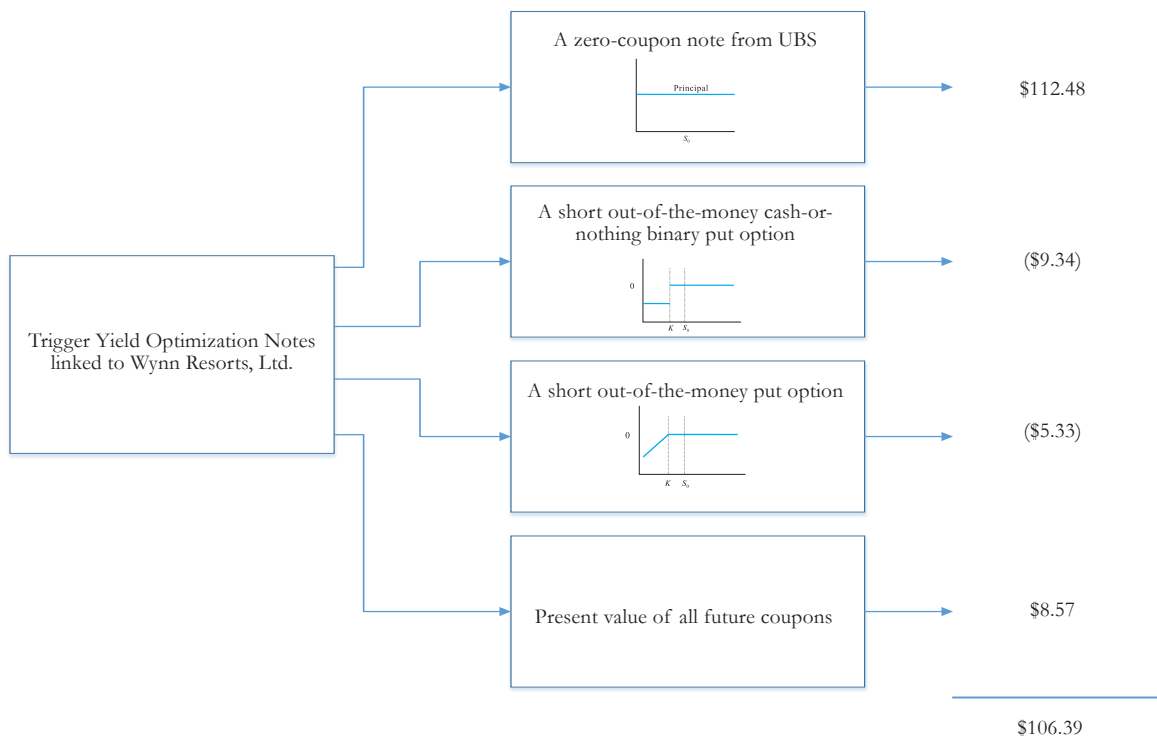 A zero-coupon note from UBS
Principal
S0
$112.48
A short out-of-the-money cash-or-
nothing binary put option
0
K
S0
($9.34)
Trigger Yield Optimization Notes
linked to Wynn Resorts, Ltd.
A short out-of-the-money put option
0
K
S0
($5.33)
Present value of all future coupons
$8.57
$106.39